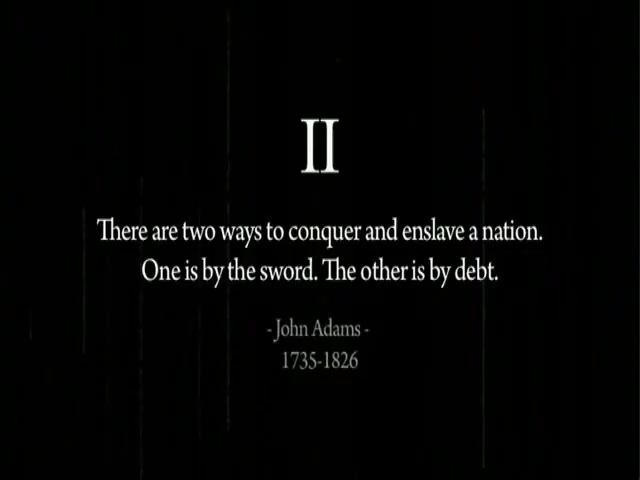 II
There are two ways to conquer and enslave a nation.
One is by the sword. The other is by debt.
- John Adams -
1735-1826